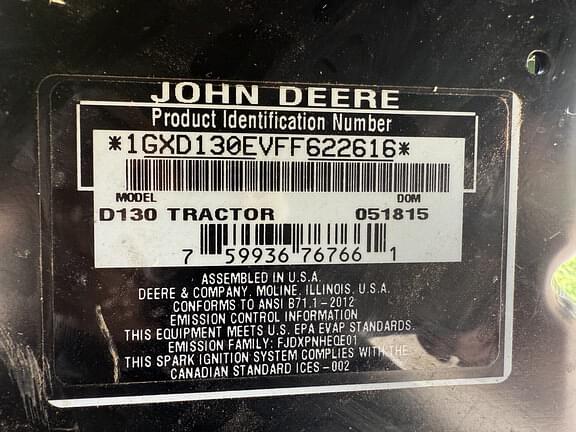 JOHN DEERE
Product Identification Number
*1GXD130EVFF622616*
MODEL DOM
D130 TRACTOR 051815
7 59936 76766 1
ASSEMBLED IN U.S.A.
DEERE & COMPANY, MOLINE, ILLINOIS, U.S.A.
CONFORMS TO ANSI B71.1-2012
EMISSION CONTROL INFORMATION
THIS EQUIPMENT MEETS U.S. EPA EVAP STANDARDS.
EMISSION FAMILY: FJDXPNHEQE01
THIS SPARK IGNITION SYSTEM COMPLIES WITH THE
CANADIAN STANDARD ICES-002